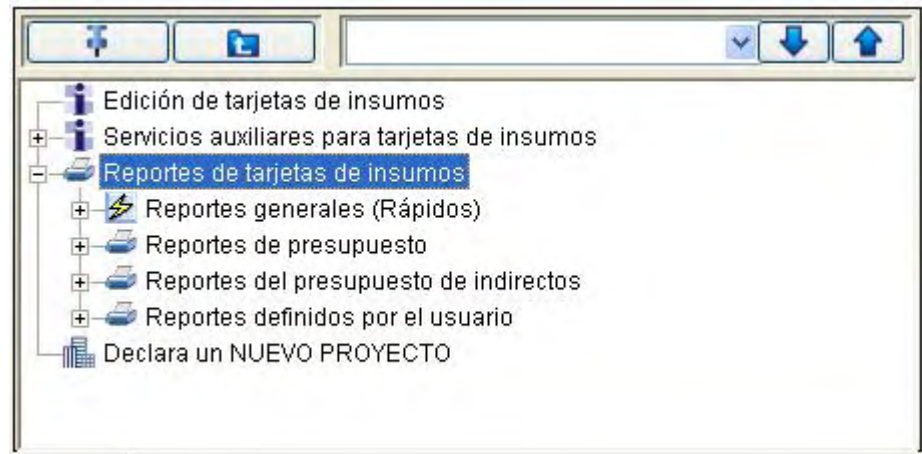 Edición de tarjetas de insumos
Servicios auxiliares para tarjetas de insumos
Reportes de tarjetas de insumos
Reportes generales (Rápidos)
Reportes de presupuesto
Reportes del presupuesto de indirectos
Reportes definidos por el usuario
Declara un NUEVO PROYECTO